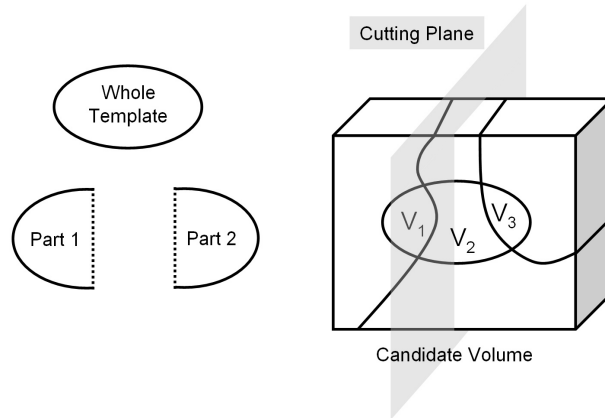 Cutting Plane
Whole
Template
Part 1
Part 2
V1
V2
V3
Candidate Volume